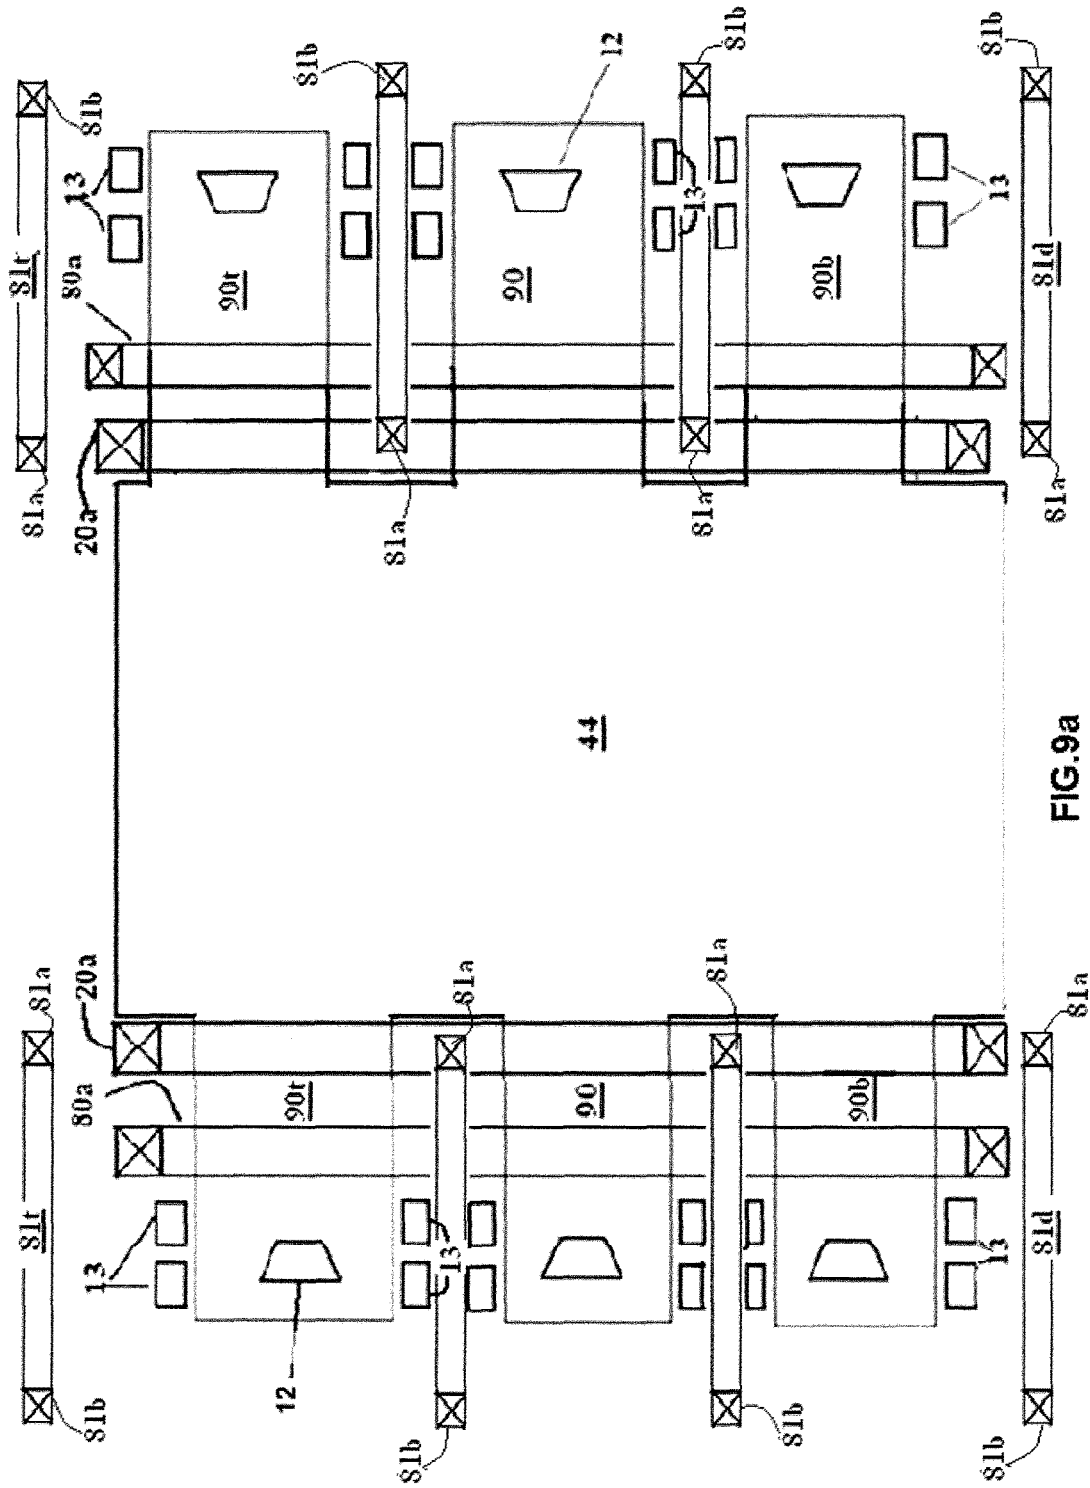 81t 81a 81a 81t
81b 13 80a 20a 20a 80a 13 81b
90t
12 90t 81b
81b 13 81a 81a
90 44 90 12
81a 81a 13 81b
81b 90b 90b
81b 13 13 81b
81d 81a 81a 81d
FIG.9a